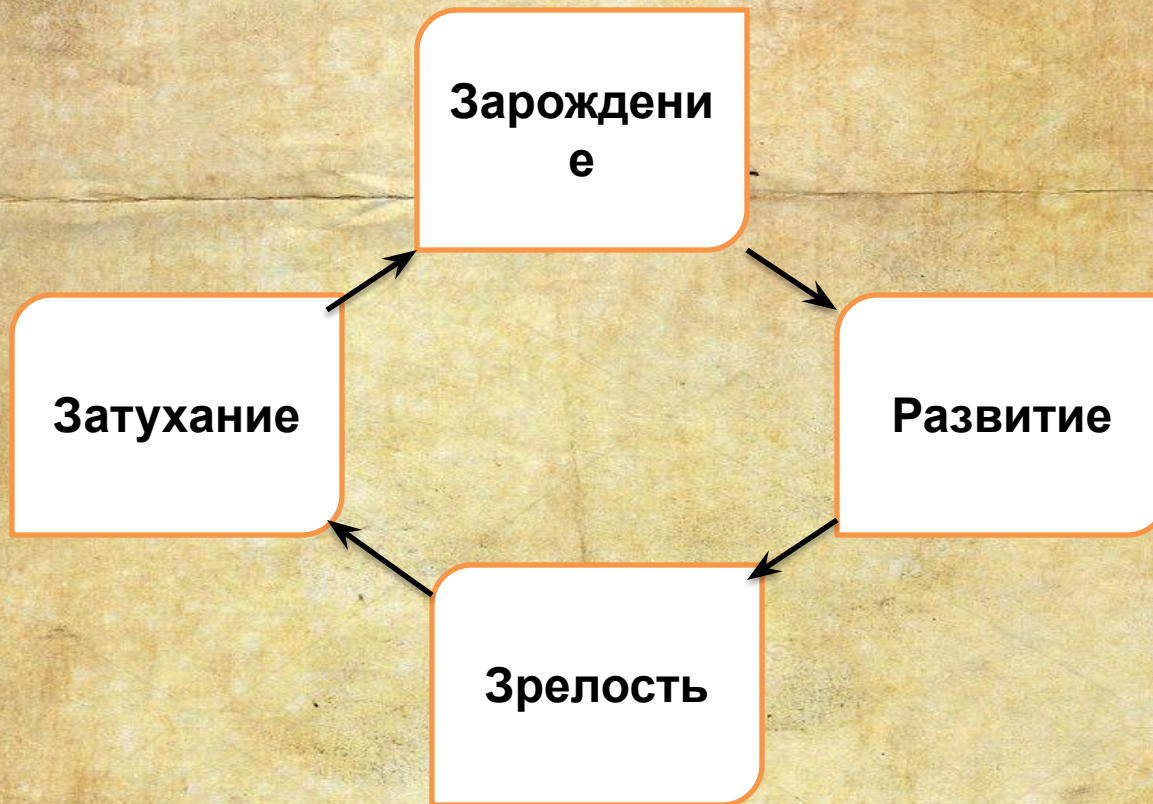 Зарождени
е
Затухание
Развитие
Зрелость